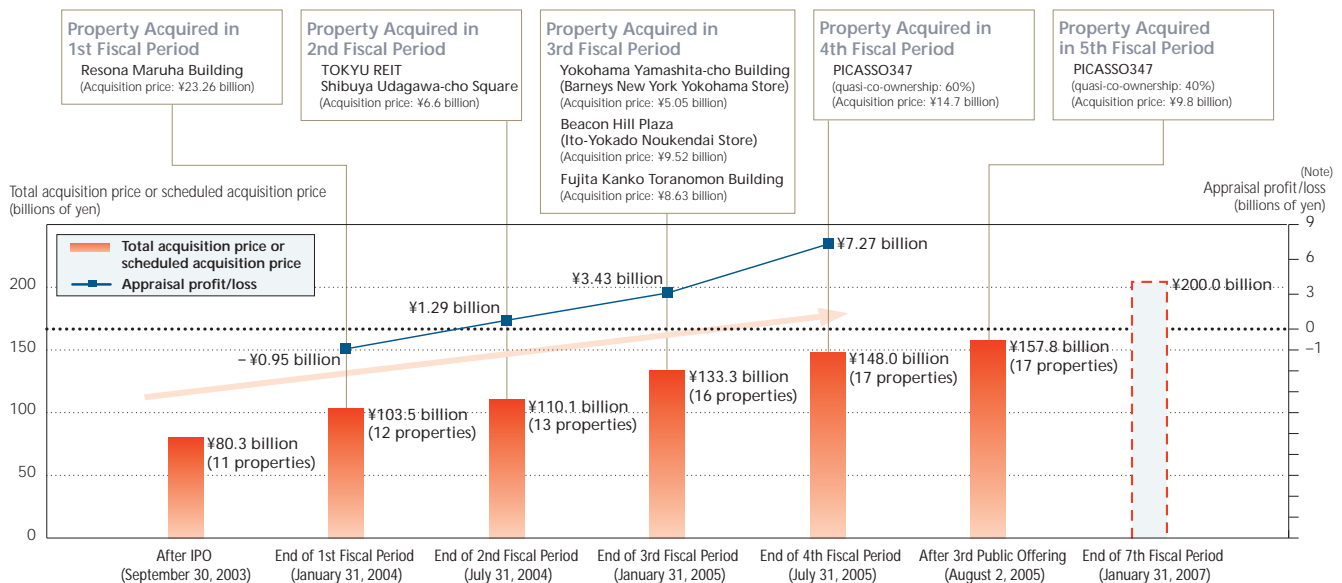 Property Acquired in
1st Fiscal Period
Resona Maruha Building
(Acquisition price: ¥23.26 billion)
Property Acquired in
2nd Fiscal Period
TOKYU REIT
Shibuya Udagawa-cho Square
(Acquisition price: ¥6.6 billion)
Property Acquired in
3rd Fiscal Period
Yokohama Yamashita-cho Building
(Barneys New York Yokohama Store)
(Acquisition price: ¥5.05 billion)
Beacon Hill Plaza
(Ito-Yokado Noukendai Store)
(Acquisition price: ¥9.52 billion)
Fujita Kanko Toranomon Building
(Acquisition price: ¥8.63 billion)
Property Acquired in
4th Fiscal Period
PICASSO347
(quasi-co-ownership: 60%)
(Acquisition price: ¥14.7 billion)
Property Acquired
in 5th Fiscal Period
PICASSO347
(quasi-co-ownership: 40%)
(Acquisition price: ¥9.8 billion)
Total acquisition price or scheduled acquisition price
(billions of yen)
(Note)
Appraisal profit/loss
(billions of yen)
Total acquisition price or
scheduled acquisition price
Appraisal profit/loss
200
150
100
50
0
9
6
3
0
−1
– ¥0.95 billion
¥1.29 billion
¥3.43 billion
¥7.27 billion
¥80.3 billion
(11 properties)
¥103.5 billion
(12 properties)
¥110.1 billion
(13 properties)
¥133.3 billion
(16 properties)
¥148.0 billion
(17 properties)
¥157.8 billion
(17 properties)
¥200.0 billion
After IPO
(September 30, 2003)
End of 1st Fiscal Period
(January 31, 2004)
End of 2nd Fiscal Period
(July 31, 2004)
End of 3rd Fiscal Period
(January 31, 2005)
End of 4th Fiscal Period
(July 31, 2005)
After 3rd Public Offering
(August 2, 2005)
End of 7th Fiscal Period
(January 31, 2007)